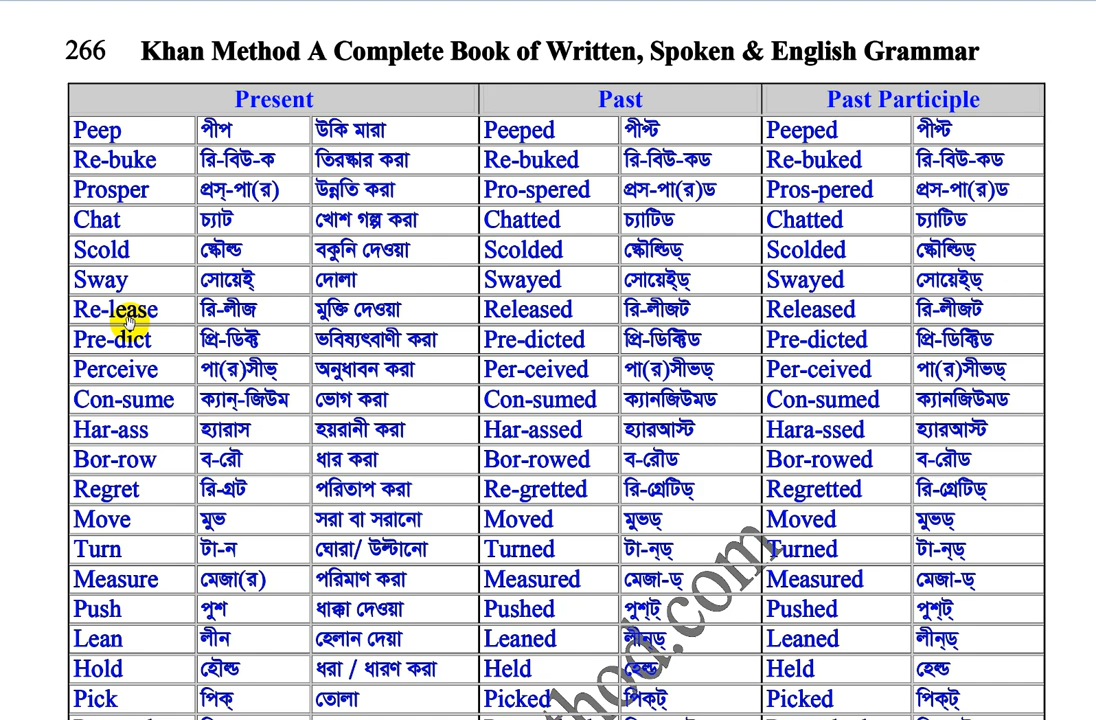 266 Khan Method A Complete Book of Written, Spoken & English Grammar
Present Past Past Participle
Peep পীপ উকি মারা Peeped পীপ্ট Peeped পীপ্ট
Re-buke রি-বিউ-ক তিরষ্কার করা Re-buked রি-বিউ-কড Re-buked রি-বিউ-কড
Prosper প্রস্-পা(র) উন্নতি করা Pro-spered প্রস-পা(র)ড Pros-pered প্রস-পা(র)ড
Chat চ্যাট খোশ গল্প করা Chatted চ্যাটিড Chatted চ্যাটিড
Scold স্কৌল্ড বকুনি দেওয়া Scolded স্কৌল্ডিড্ Scolded স্কৌল্ডিড্
Sway সোয়েই্ দোলা Swayed সোয়েই্ড্ Swayed সোয়েই্ড্
Re-lease রি-লীজ মুক্তি দেওয়া Released রি-লীজট Released রি-লীজট
Pre-dict প্রি-ডিক্ট ভবিষ্যৎবাণী করা Pre-dicted প্রি-ডিক্টিড Pre-dicted প্রি-ডিক্টিড
Perceive পা(র)সীভ্ অনুধাবন করা Per-ceived পা(র)সীভড্ Per-ceived পা(র)সীভড্
Con-sume ক্যান্-জিউম ভোগ করা Con-sumed ক্যানজিউমড Con-sumed ক্যানজিউমড
Har-ass হ্যারাস হয়রানী করা Har-assed হ্যারআস্ট Hara-ssed হ্যারআস্ট
Bor-row ব-রৌ ধার করা Bor-rowed ব-রৌড Bor-rowed ব-রৌড
Regret রি-গ্রট পরিতাপ করা Re-gretted রি-গ্রেটিড্ Regretted রি-গ্রেটিড্
Move মুভ সরা বা সরানো Moved মুভড্ Moved মুভড্
Turn টা-ন ঘোরা/ উল্টানো Turned টা-ন্ড্ Turned টা-ন্ড্
Measure মেজা(র) পরিমাণ করা Measured মেজা-ড্ Measured মেজা-ড্
Push পুশ ধাক্কা দেওয়া Pushed পুশ্ট্ Pushed পুশ্ট্
Lean লীন হেলান দেয়া Leaned লীন্ড্ Leaned লীন্ড্
Hold হৌল্ড ধরা / ধারণ করা Held হেল্ড Held হেল্ড
Pick পিক্ তোলা Picked পিক্ট্ Picked পিক্ট্
thod.com